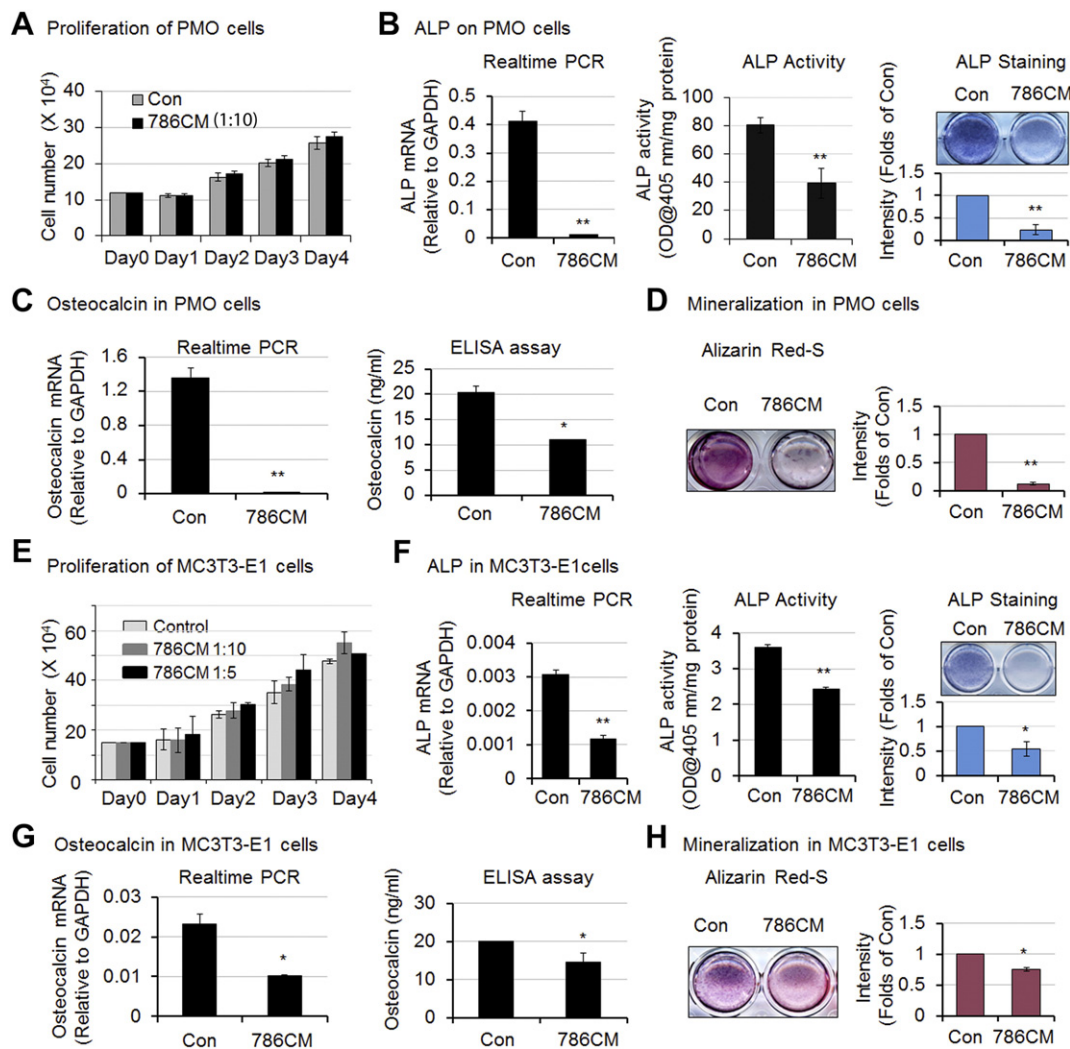 A Proliferation of PMO cells
Cell number (X 10⁴)
40
30
20
10
Con
786CM (1:10)
Day0 Day1 Day2 Day3 Day4
B ALP on PMO cells
Realtime PCR
ALP mRNA
(Relative to GAPDH)
0.5
0.4
0.3
0.2
0.1
0
**
Con 786CM
ALP Activity
ALP activity
(OD@405 nm/mg protein)
100
80
60
40
20
0
**
Con 786CM
ALP Staining
Con 786CM
Intensity (Folds of Con)
1.5
1
0.5
0
**
Con 786CM
C Osteocalcin in PMO cells
Realtime PCR
Osteocalcin mRNA
(Relative to GAPDH)
1.6
1.2
0.8
0.4
0
**
Con 786CM
ELISA assay
Osteocalcin (ng/ml)
25
20
15
10
5
0
*
Con 786CM
D Mineralization in PMO cells
Alizarin Red-S
Con 786CM
Intensity
(Folds of Con)
1.5
1
0.5
0
**
Con 786CM
E Proliferation of MC3T3-E1 cells
Cell number (X 10⁴)
60
40
20
0
Control
786CM 1:10
786CM 1:5
Day0 Day1 Day2 Day3 Day4
F ALP in MC3T3-E1cells
Realtime PCR
ALP mRNA
(Relative to GAPDH)
0.004
0.003
0.002
0.001
0
**
Con 786CM
ALP Activity
ALP activity
(OD@405 nm/mg protein)
4
3
2
1
0
**
Con 786CM
ALP Staining
Con 786CM
Intensity (Folds of Con)
1.5
1
0.5
0
*
Con 786CM
G Osteocalcin in MC3T3-E1 cells
Realtime PCR
Osteocalcin mRNA
(Relative to GAPDH)
0.03
0.02
0.01
0
*
Con 786CM
ELISA assay
Osteocalcin (ng/ml)
30
20
10
0
*
Con 786CM
H Mineralization in MC3T3-E1 cells
Alizarin Red-S
Con 786CM
Intensity
(Folds of Con)
1.5
1
0.5
0
*
Con 786CM